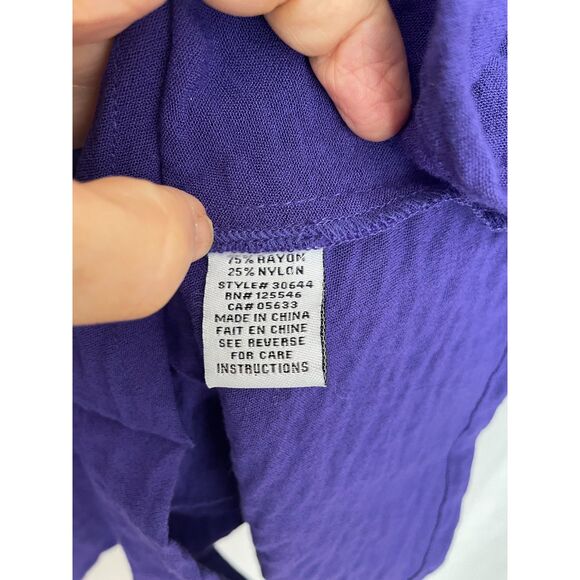 75% RAYON
25% NYLON
STYLE# 30644
RN# 125546
CA# 05633
MADE IN CHINA
FAIT EN CHINE
SEE REVERSE
FOR CARE
INSTRUCTIONS